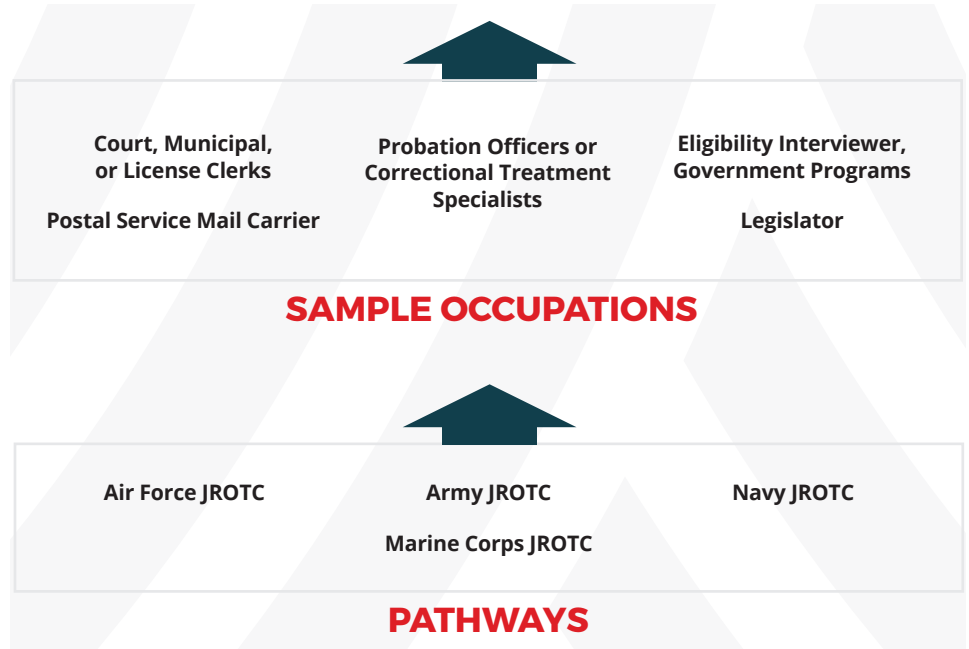 Court, Municipal,
or License Clerks
Postal Service Mail Carrier
Probation Officers or
Correctional Treatment
Specialists
Eligibility Interviewer,
Government Programs
Legislator
SAMPLE OCCUPATIONS
Air Force JROTC
Army JROTC
Marine Corps JROTC
Navy JROTC
PATHWAYS